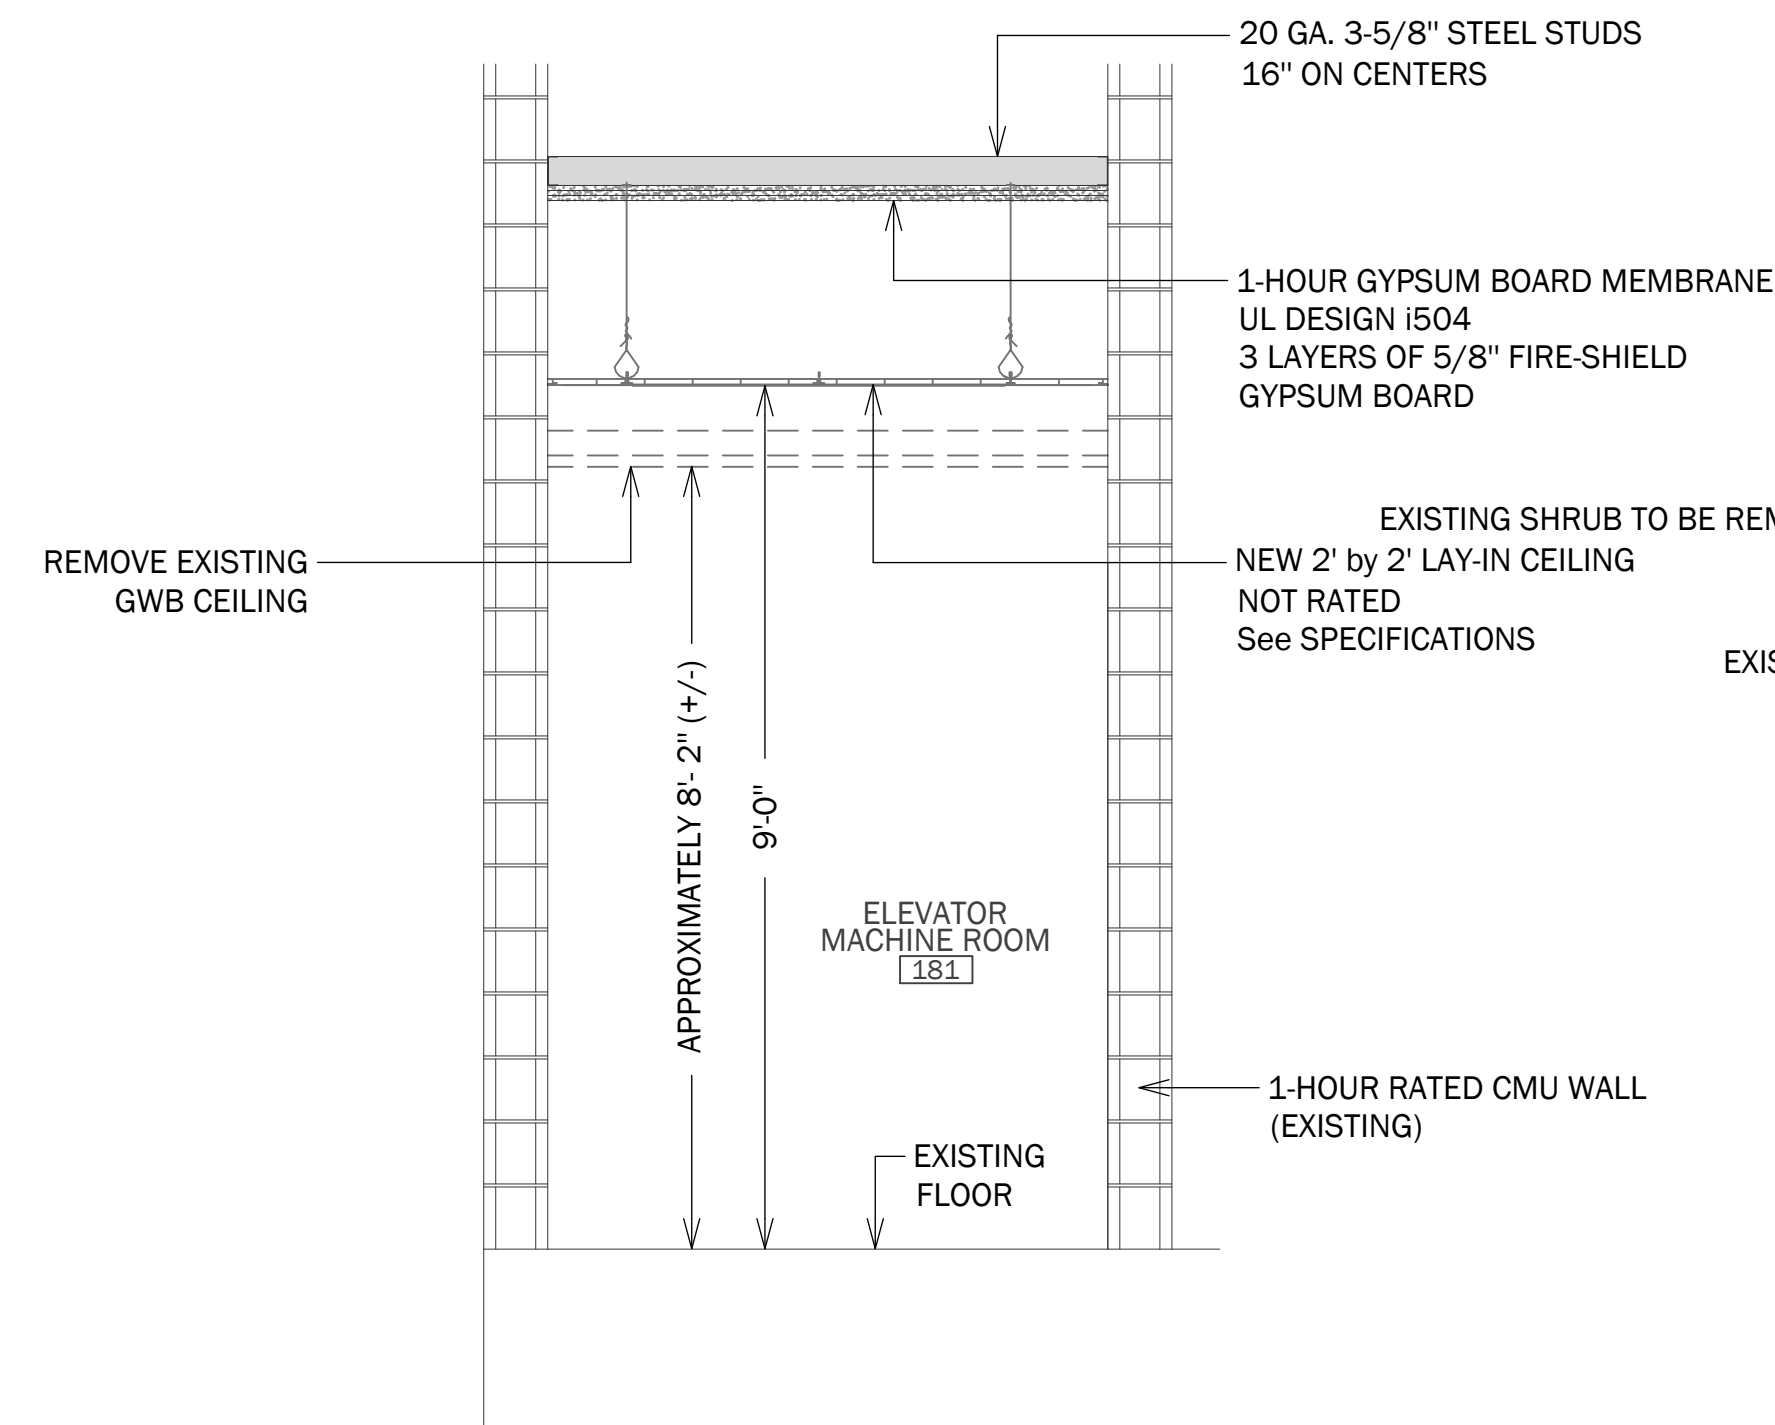 20 GA. 3-5/8" STEEL STUDS
16" ON CENTERS
1-HOUR GYPSUM BOARD MEMBRANE
UL DESIGN i504
3 LAYERS OF 5/8" FIRE-SHIELD
GYPSUM BOARD
EXISTING SHRUB TO BE
REMOVE EXISTING
GWB CEILING
NEW 2' by 2' LAY-IN CEILING
NOT RATED
See SPECIFICATIONS
APPROXIMATELY 8'- 2" (+/-)
9'-0"
ELEVATOR
MACHINE ROOM
181
1-HOUR RATED CMU WALL
(EXISTING)
EXISTING
FLOOR